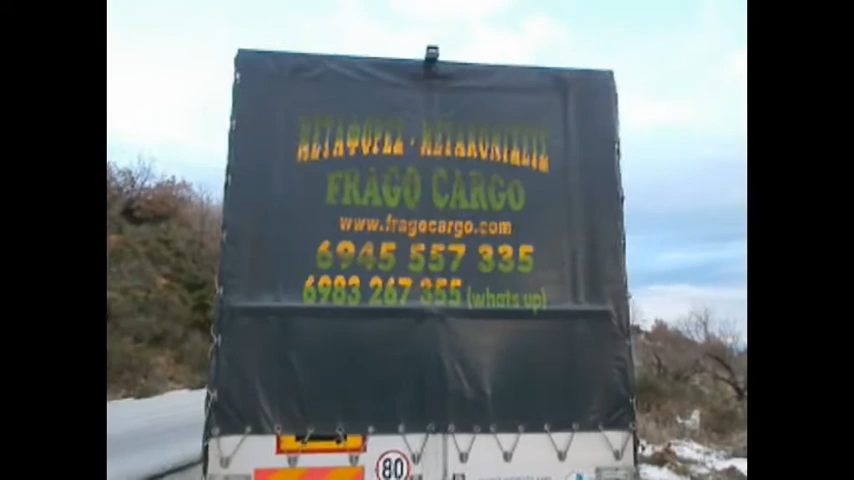 ΜΕΤΑΦΟΡΕΣ - ΜΕΤΑΚΟΜΙΣΕΙΣ
FRAGO CARGO
www.fragocargo.com
6945 557 335
6983 267 355 (whats up)
80